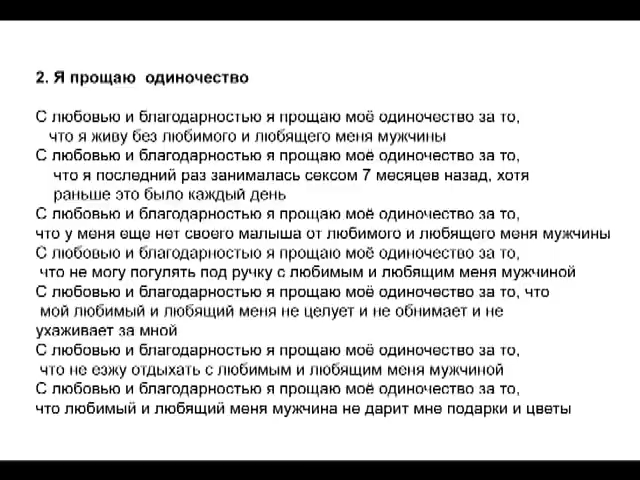 2. Я прощаю одиночество
С любовью и благодарностью я прощаю моё одиночество за то,
что я живу без любимого и любящего меня мужчины
С любовью и благодарностью я прощаю моё одиночество за то,
что я последний раз занималась сексом 7 месяцев назад, хотя
раньше это было каждый день
С любовью и благодарностью я прощаю моё одиночество за то,
что у меня еще нет своего малыша от любимого и любящего меня мужчины
С любовью и благодарностью я прощаю моё одиночество за то,
что не могу погулять под ручку с любимым и любящим меня мужчиной
С любовью и благодарностью я прощаю моё одиночество за то, что
мой любимый и любящий меня не целует и не обнимает и не
ухаживает за мной
С любовью и благодарностью я прощаю моё одиночество за то,
что не езжу отдыхать с любимым и любящим меня мужчиной
С любовью и благодарностью я прощаю моё одиночество за то,
что любимый и любящий меня мужчина не дарит мне подарки и цветы